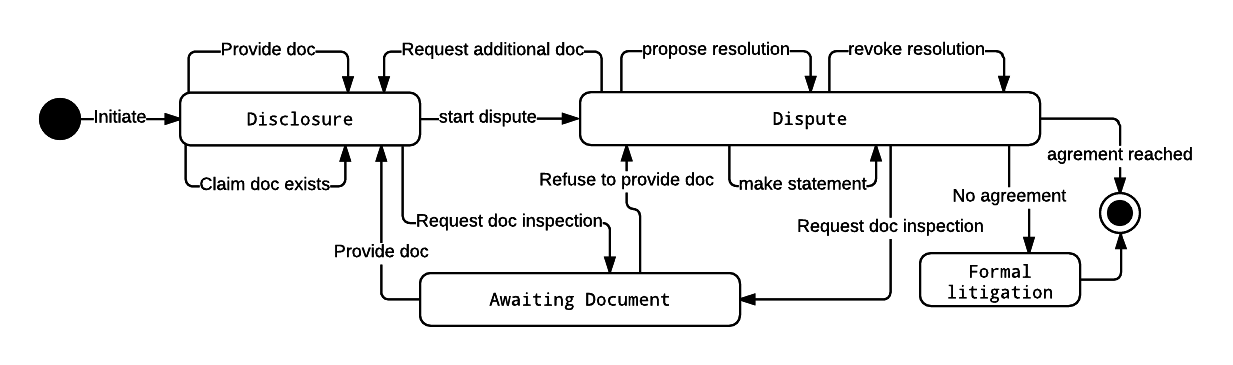 Provide doc
Request additional doc
propose resolution
revoke resolution
Initiate
Disclosure
start dispute
Dispute
agrement reached
Claim doc exists
Refuse to provide doc
make statement
No agreement
Request doc inspection
Request doc inspection
Provide doc
Formal
litigation
Awaiting Document